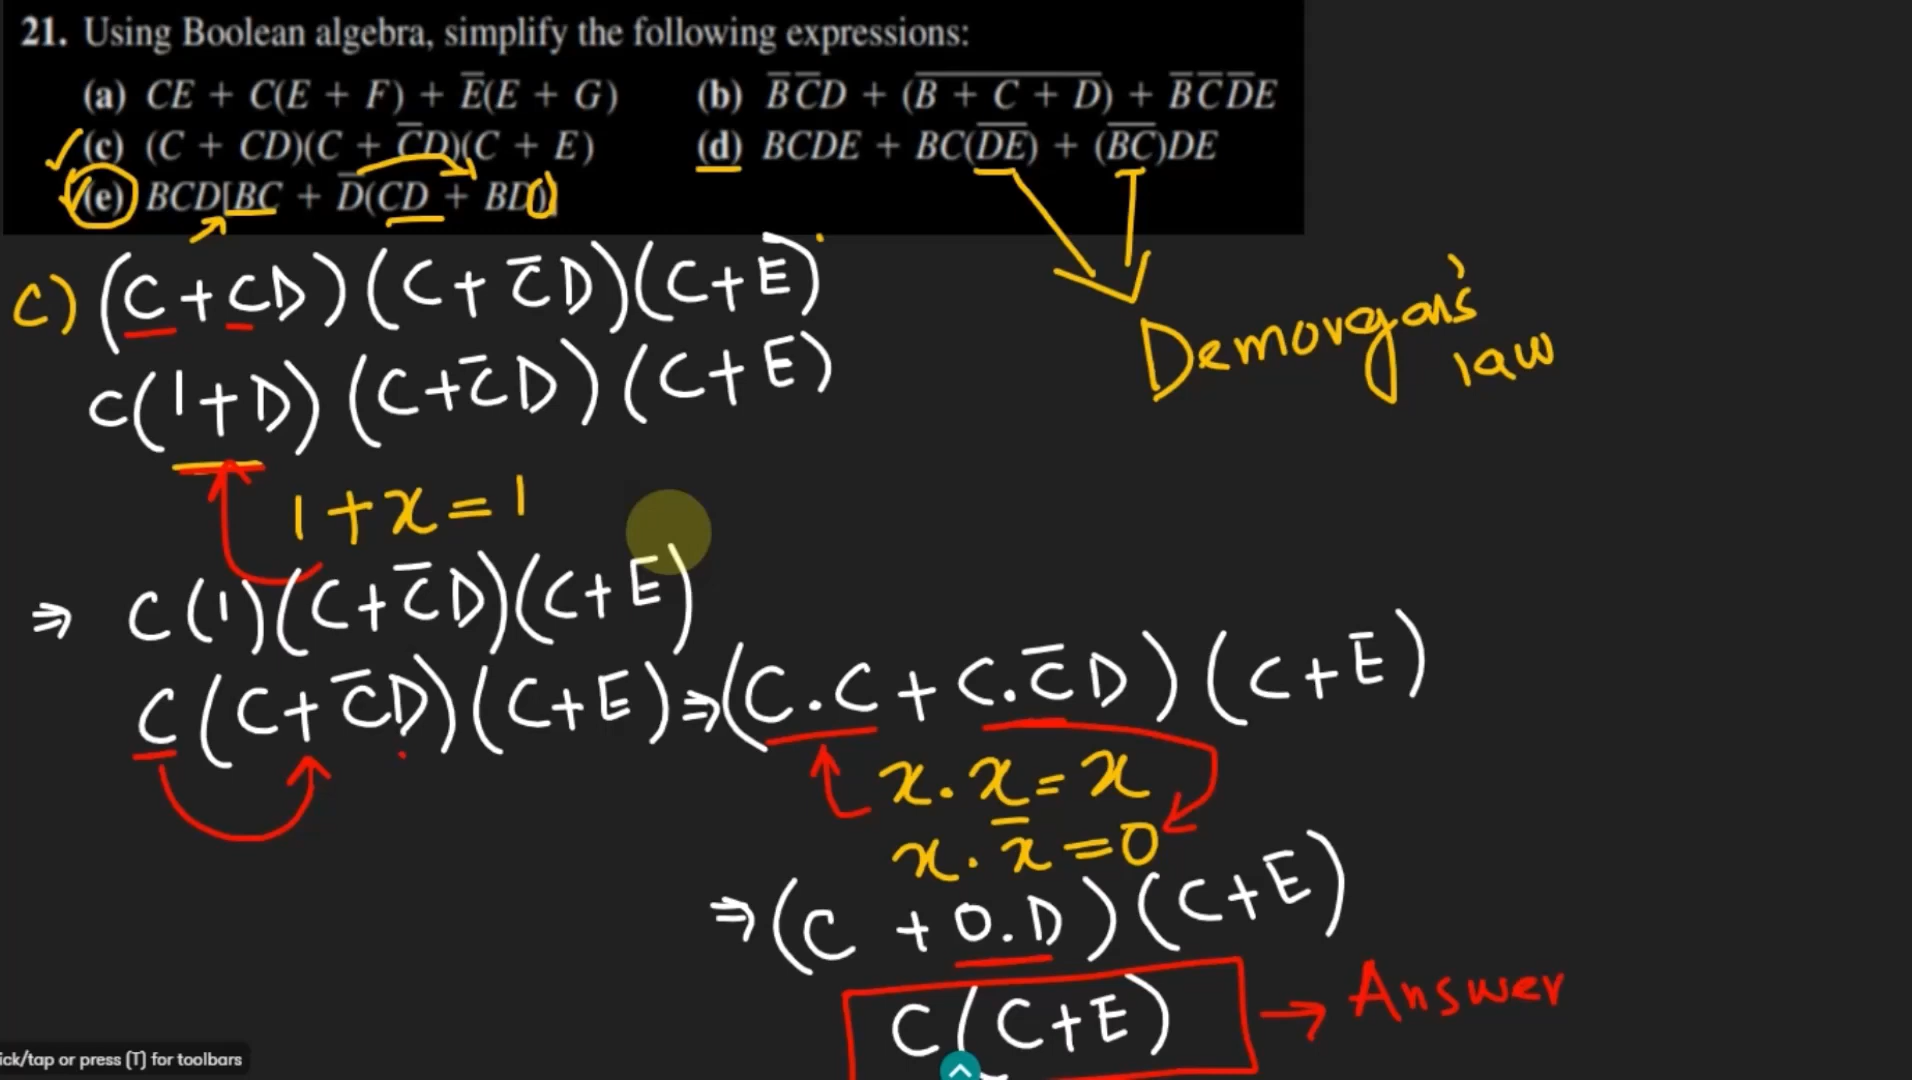 21. Using Boolean algebra, simplify the following expressions:
(a) CE + C(E + F) + E̅(E + G)
(b) B̅C̅D + (B̅ ̅+̅ ̅C̅ ̅+̅ ̅D̅) + B̅C̅D̅E
(c) (C + CD)(C + C̅D)(C + E)
(d) BCDE + BC(D̅E̅) + (B̅C̅)DE
(e) BCD[BC + D̅(CD + BD)]
Demorgan's law
C) (C+CD)(C+C̅D)(C+E)
C(1+D)(C+C̅D)(C+E)
1+x=1
⇒ C(1)(C+C̅D)(C+E)
C(C+C̅D)(C+E)⇒(C.C+C.C̅D)(C+E)
x.x=x
x.x̅=0
⇒(C +0.D)(C+E)
C(C+E) → Answer
ick/tap or press (T) for toolbars